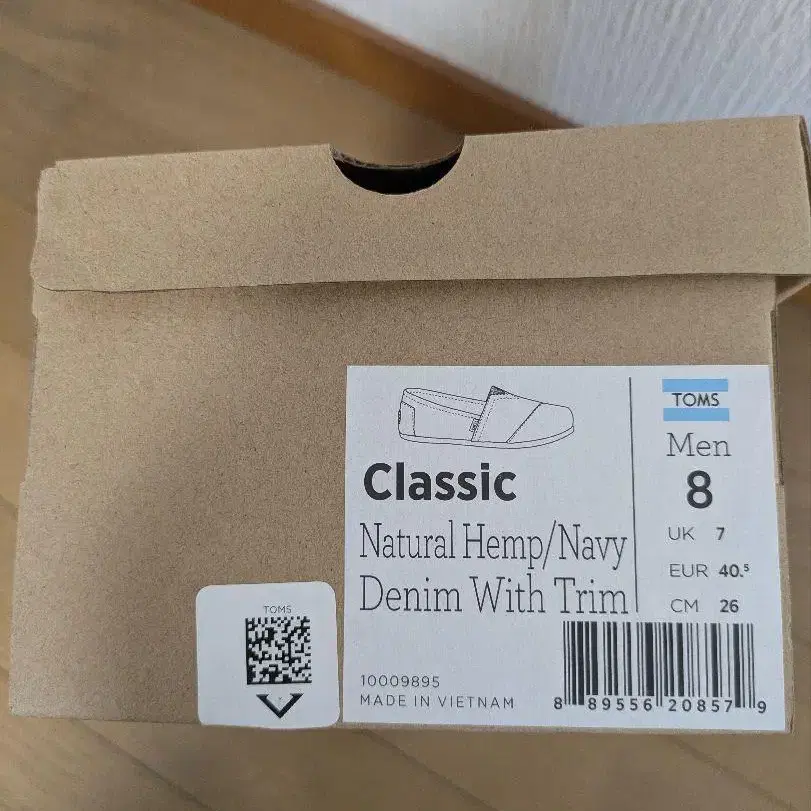 TOMS
Men
8
UK 7
EUR 40.⁵
CM 26
Classic
Natural Hemp/Navy
Denim With Trim
10009895
MADE IN VIETNAM
8 89556 20857 9
TOMS